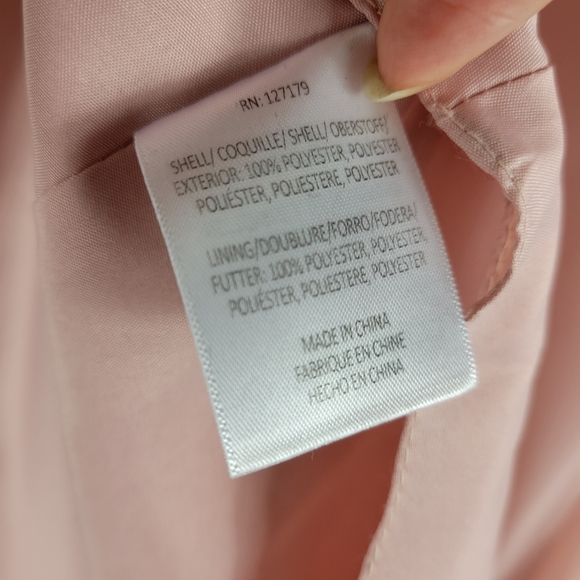 RN: 127179
SHELL/ COQUILLE/ SHELL/ OBERSTOFF/
EXTERIOR: 100% POLYESTER, POLYESTER
POLIÉSTER, POLIESTERE, POLYESTER
LINING/DOUBLURE/FORRO/FODERA/
FUTTER: 100% POLYESTER, POLYESTER,
POLIÉSTER, POLIESTERE, POLYESTER
MADE IN CHINA
FABRIQUE EN CHINE
HECHO EN CHINA